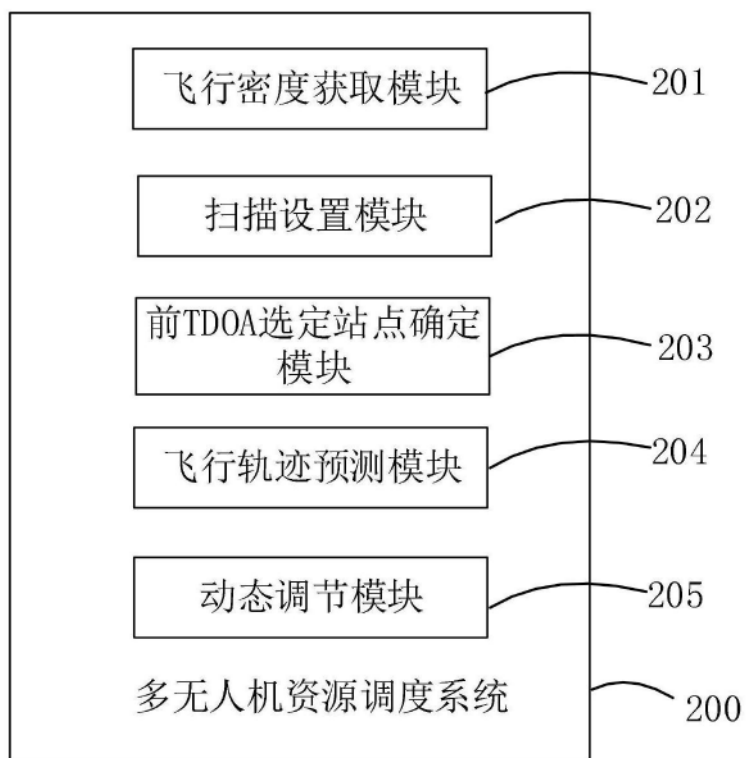 飞行密度获取模块
201
扫描设置模块
202
前TDOA选定站点确定
模块
203
飞行轨迹预测模块
204
动态调节模块
205
多无人机资源调度系统
200